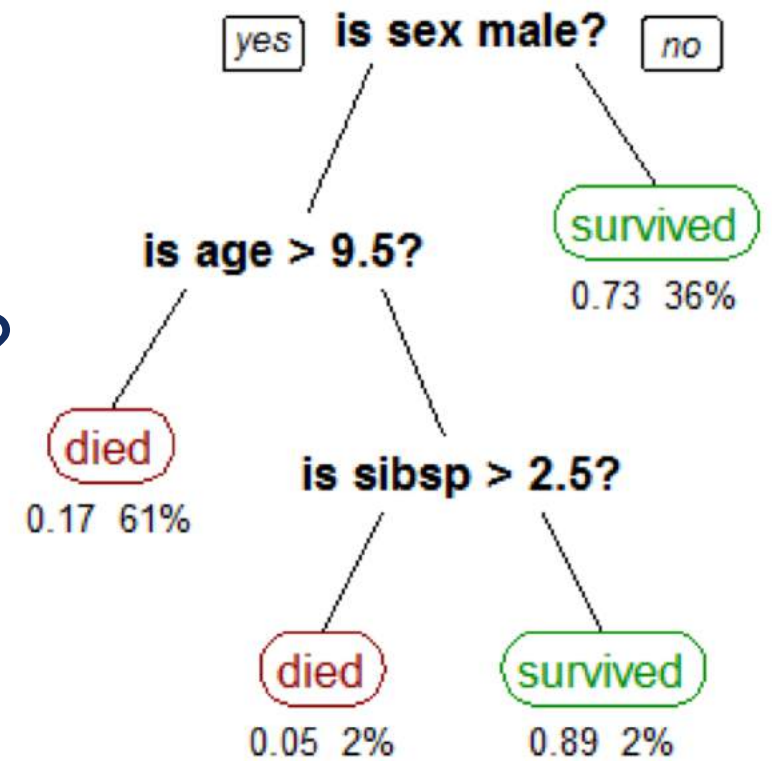 yes is sex male? no
survived
0.73 36%
is age > 9.5?
died
0.17 61%
is sibsp > 2.5?
died survived
0.05 2% 0.89 2%